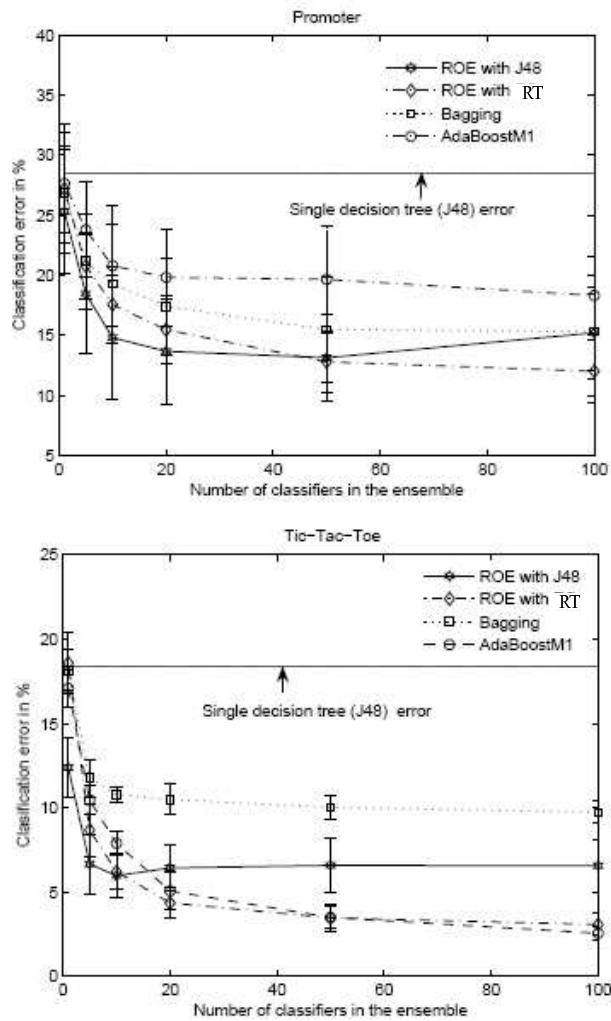 Promoter
40
35
30
25
20
15
10
5
Classification error in %
ROE with J48
ROE with RT
Bagging
AdaBoostM1
Single decision tree (J48) error
0 20 40 60 80 100
Number of classifiers in the ensemble
Tic-Tac-Toe
25
20
15
10
5
0
Clasification error in %
ROE with J48
ROE with RT
Bagging
AdaBoostM1
Single decision tree (J48) error
0 20 40 60 80 100
Number of classifiers in the ensemble